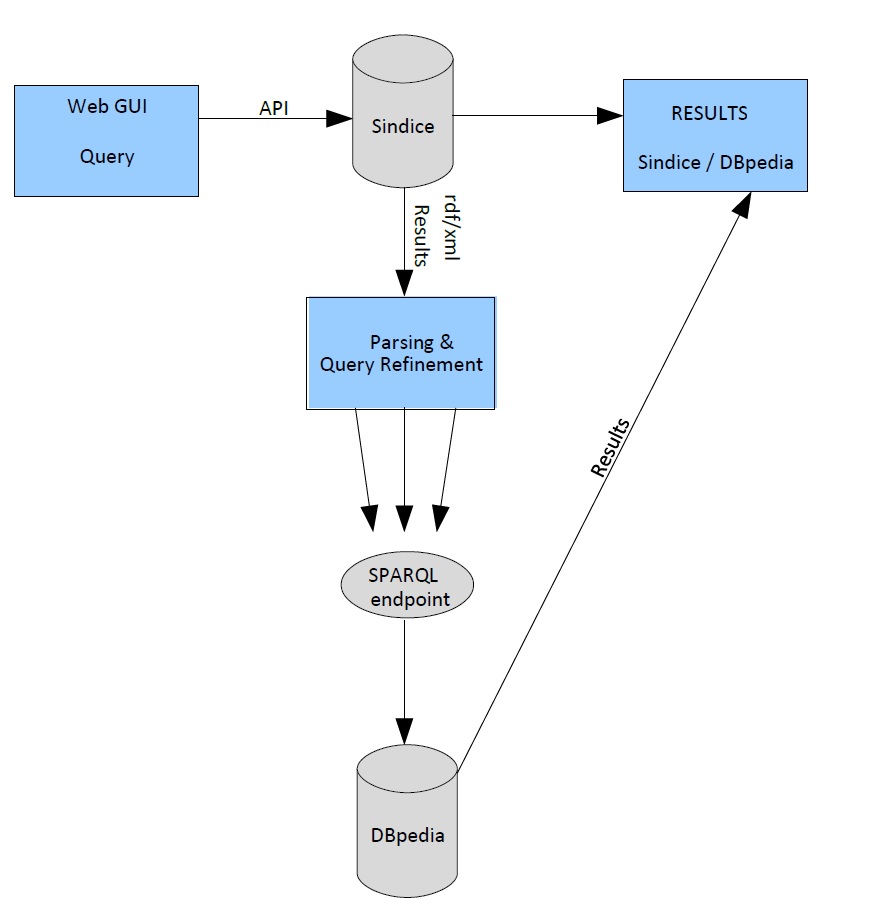 Web GUI
Query
API
Sindice
RESULTS
Sindice / DBpedia
rdf/xml
Results
Parsing &
Query Refinement
SPARQL
endpoint
Results
DBpedia